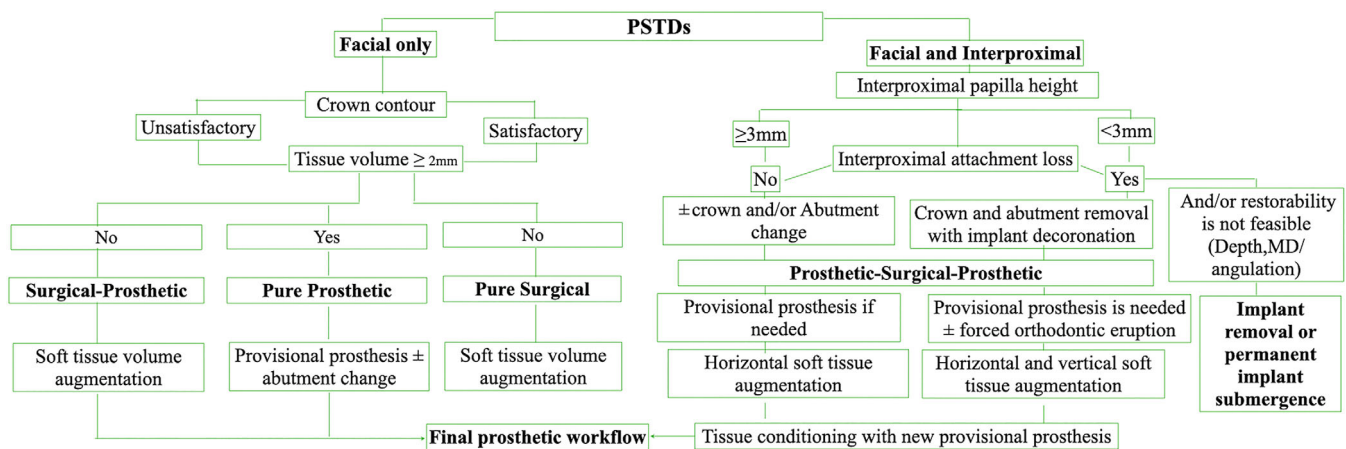 PSTDs
Facial only
Facial and Interproximal
Crown contour
Unsatisfactory
Satisfactory
Tissue volume ≥ 2mm
No
Yes
No
Surgical-Prosthetic
Pure Prosthetic
Pure Surgical
Soft tissue volume
augmentation
Provisional prosthesis ±
abutment change
Soft tissue volume
augmentation
Interproximal papilla height
≥3mm
<3mm
Interproximal attachment loss
No
Yes
± crown and/or Abutment
change
Crown and abutment removal
with implant decoronation
And/or restorability
is not feasible
(Depth,MD/
angulation)
Prosthetic-Surgical-Prosthetic
Provisional prosthesis if
needed
Provisional prosthesis is needed
± forced orthodontic eruption
Implant
removal or
permanent
implant
submergence
Horizontal soft tissue
augmentation
Horizontal and vertical soft
tissue augmentation
Final prosthetic workflow
Tissue conditioning with new provisional prosthesis